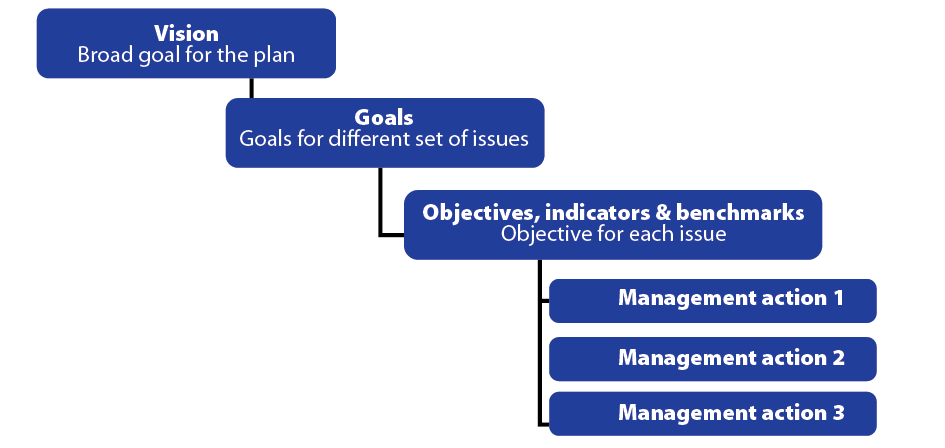 Vision
Broad goal for the plan
Goals
Goals for different set of issues
Objectives, indicators & benchmarks
Objective for each issue
Management action 1
Management action 2
Management action 3